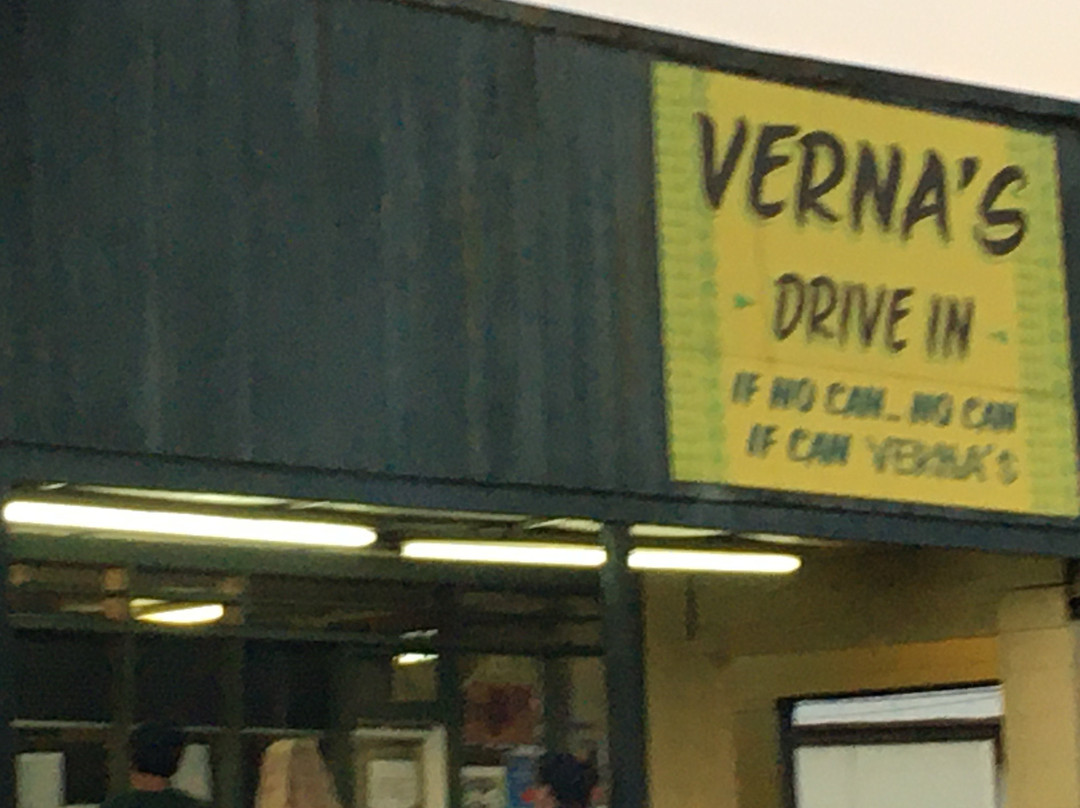 VERNA'S
DRIVE IN
IF NO CAN.. NO CAN
IF CAN VERNA'S